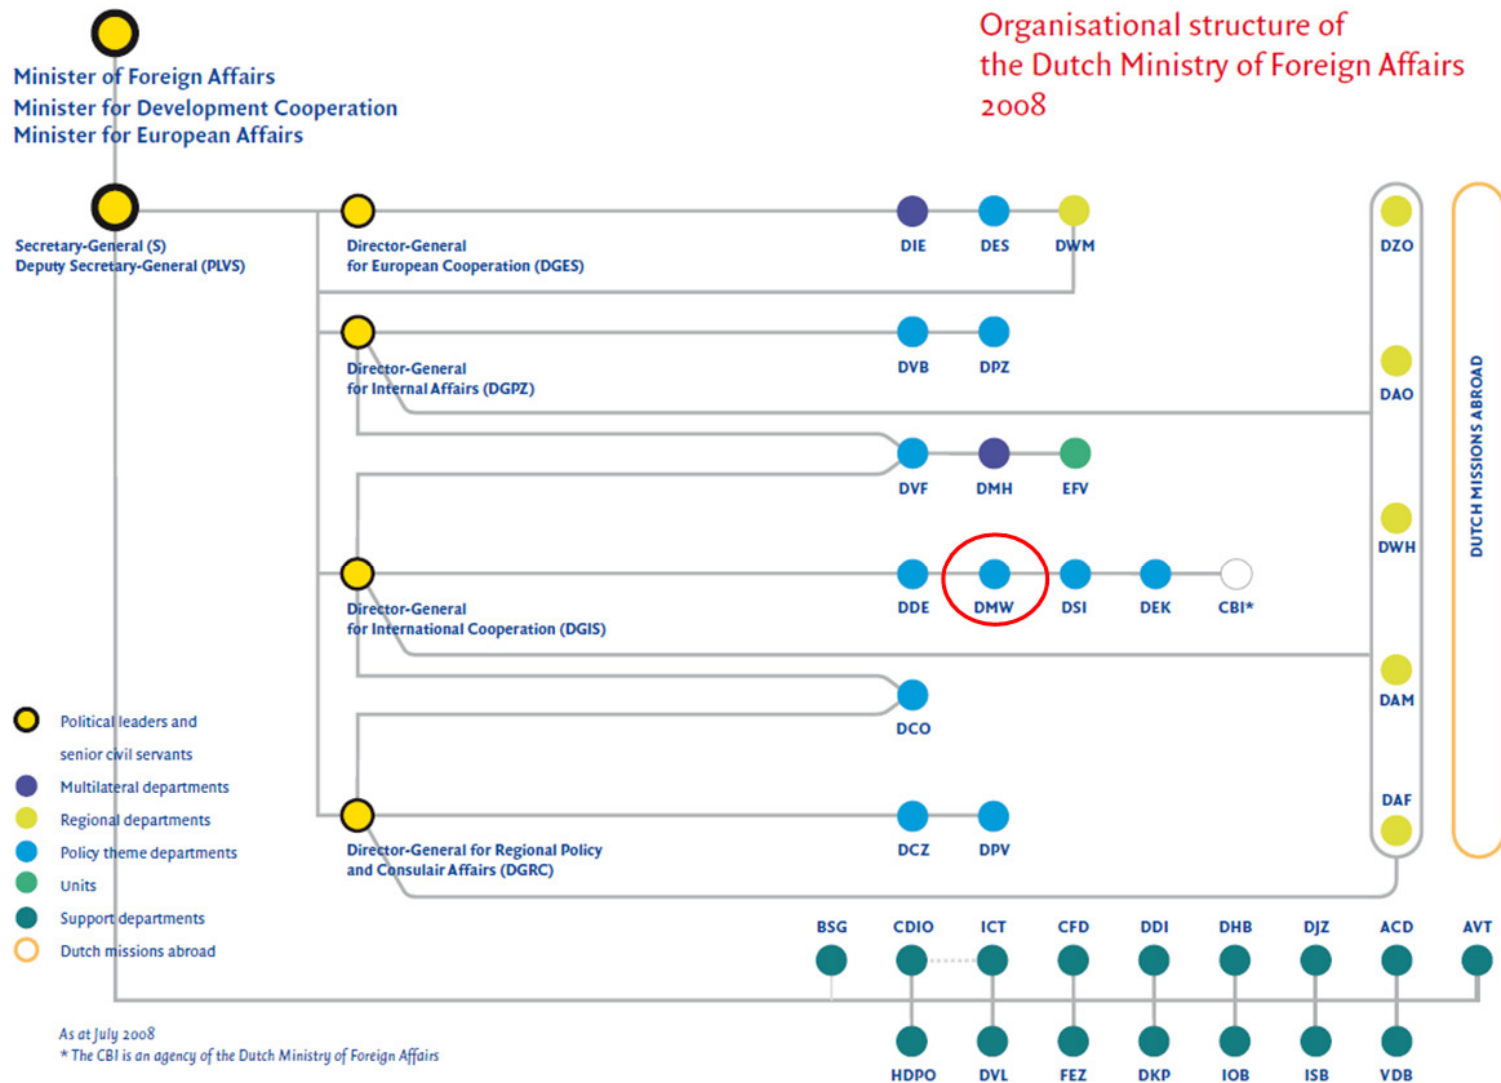 Organisational structure of
the Dutch Ministry of Foreign Affairs
2008
Minister of Foreign Affairs
Minister for Development Cooperation
Minister for European Affairs
Secretary-General (S)
Deputy Secretary-General (PLVS)
Director-General
for European Cooperation (DGES)
DIE DES DWM DZO
Director-General
for Internal Affairs (DGPZ)
DVB DPZ DAO
DVF DMH EFV
DWH
DUTCH MISSIONS ABROAD
Director-General
for International Cooperation (DGIS)
DDE DMW DSI DEK CBI*
DAM
DCO
DAF
Director-General for Regional Policy
and Consulair Affairs (DGRC)
DCZ DPV
Political leaders and
senior civil servants
Multilateral departments
Regional departments
Policy theme departments
Units
Support departments
Dutch missions abroad
BSG CDIO ICT CFD DDI DHB DJZ ACD AVT
HDPO DVL FEZ DKP IOB ISB VDB
As at July 2008
* The CBI is an agency of the Dutch Ministry of Foreign Affairs